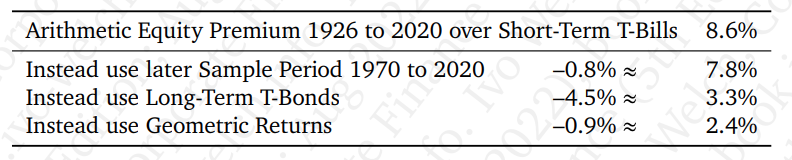 Arithmetic Equity Premium 1926 to 2020 over Short-Term T-Bills 8.6%
Instead use later Sample Period 1970 to 2020 –0.8% ≈ 7.8%
Instead use Long-Term T-Bonds –4.5% ≈ 3.3%
Instead use Geometric Returns –0.9% ≈ 2.4%